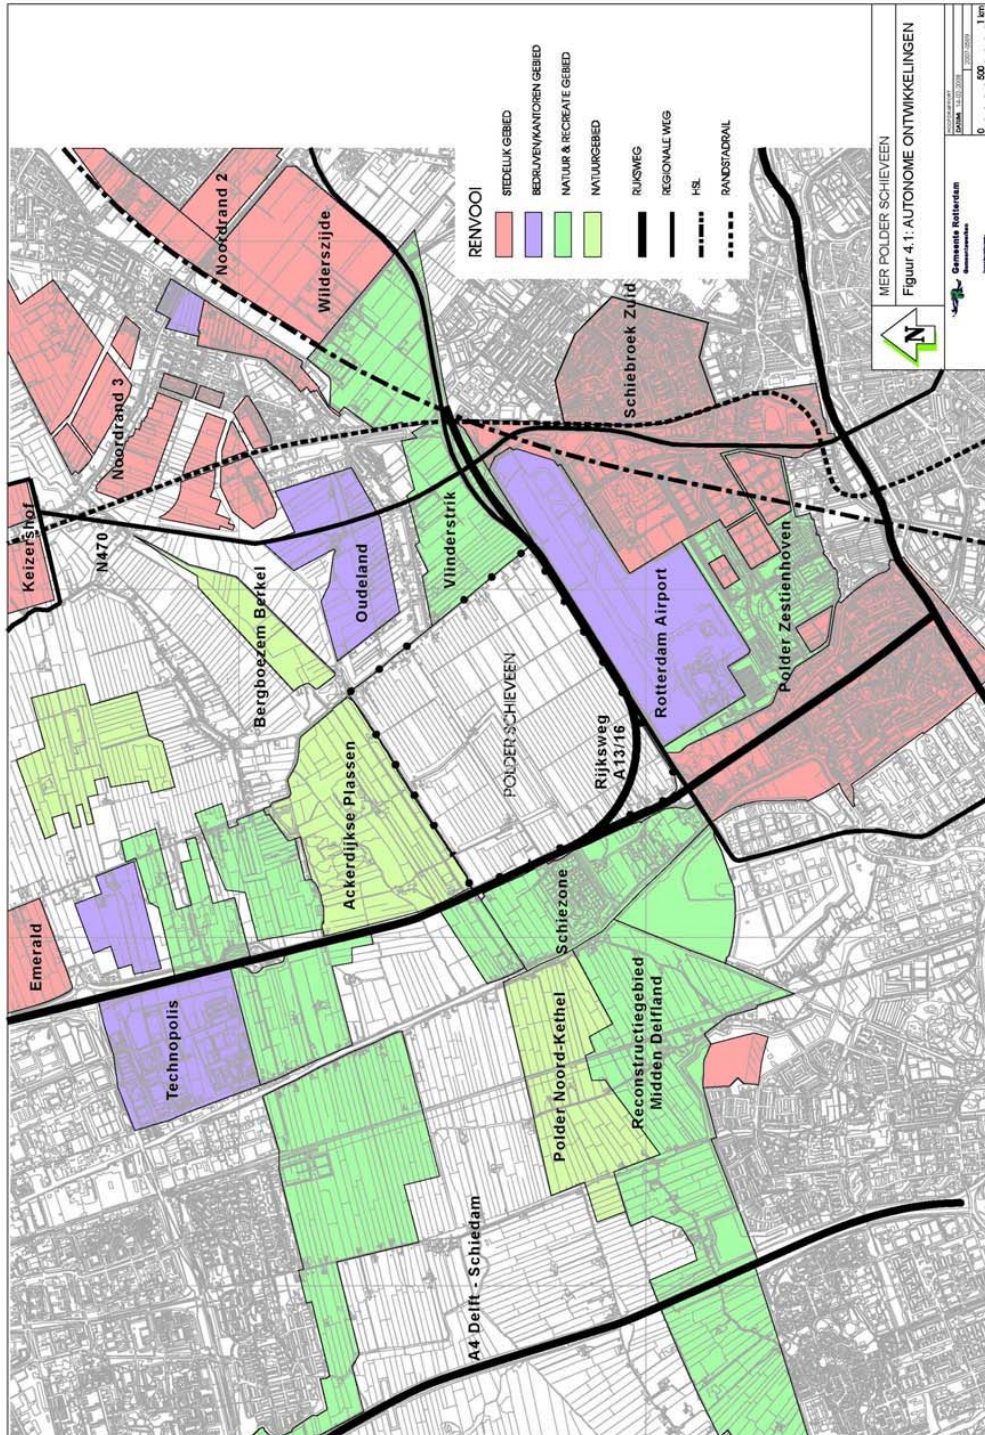 Keizershof
N470
Noordrand 3
Noordrand 2
Wilderszijde
Emerald
Technopolis
Bergboezem Berkel
Oudeland
Vlinderstrik
Ackerdijkse Plassen
POLDER SCHIEVEEN
Rijksweg
A13/16
Rotterdam Airport
Schiebroek Zuid
Polder Zestienhoven
Schiezone
Polder Noord-Kethel
Reconstructiegebied
Midden Delfland
A4 Delft - Schiedam
RENVOOI
STEDELIJK GEBIED
BEDRIJVEN/KANTOREN GEBIED
NATUUR & RECREATIE GEBIED
NATUURGEBIED
RIJKSWEG
REGIONALE WEG
HSL
RANDSTADRAIL
N
MER POLDER SCHIEVEEN
Figuur 4.1: AUTONOME ONTWIKKELINGEN
Gemeente Rotterdam
Gemeentewerken
DATUM
0 500 1 km